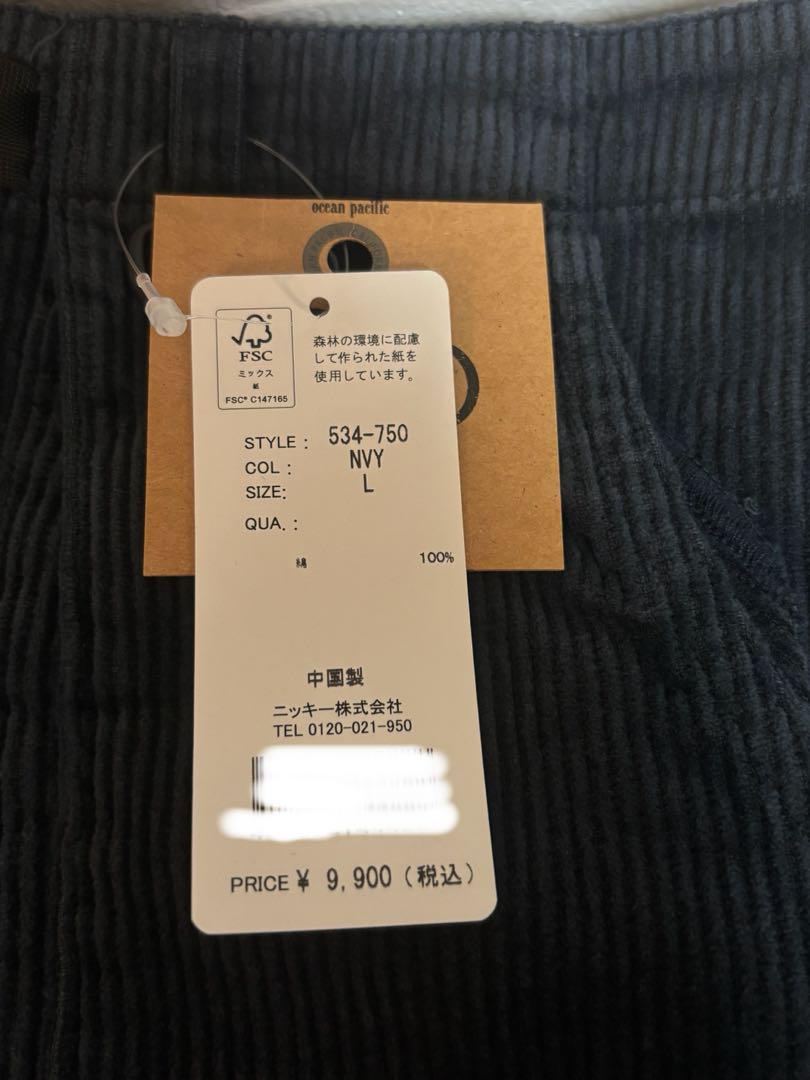 ocean pacific
FSC®
ミックス
紙
FSC® C147165
森林の環境に配慮
して作られた紙を
使用しています。
STYLE : 534-750
COL : NVY
SIZE: L
QUA. :
綿 100%
中国製
ニッキー株式会社
TEL 0120-021-950
PRICE ¥ 9,900 (税込)